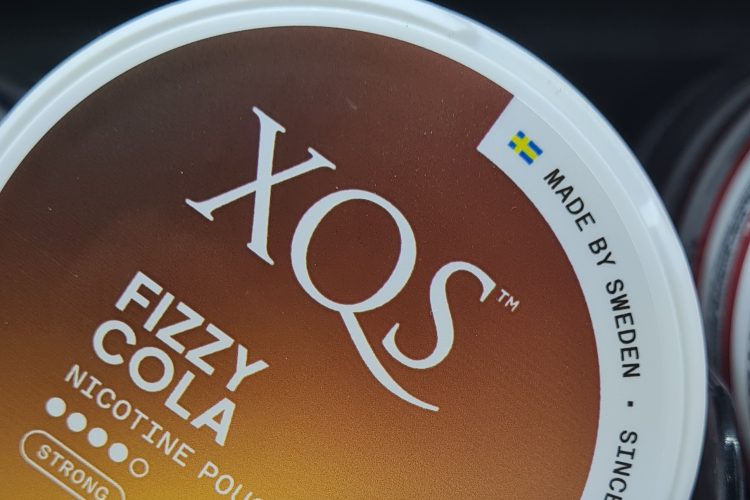 XQS™
FIZZY
COLA
NICOTINE POU
STRONG
MADE BY SWEDEN · SINCE